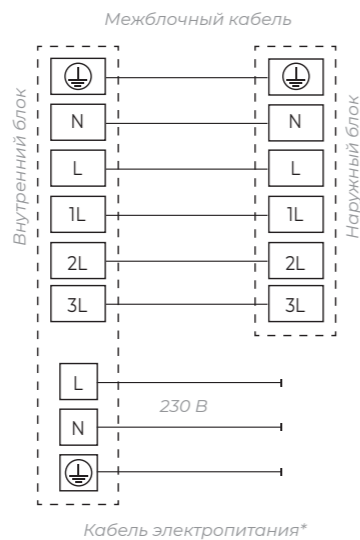 Межблочный кабель
Внутренний блок
Наружный блок
N N
L L
1L 1L
2L 2L
3L 3L
L
230 В
N
Кабель электропитания*